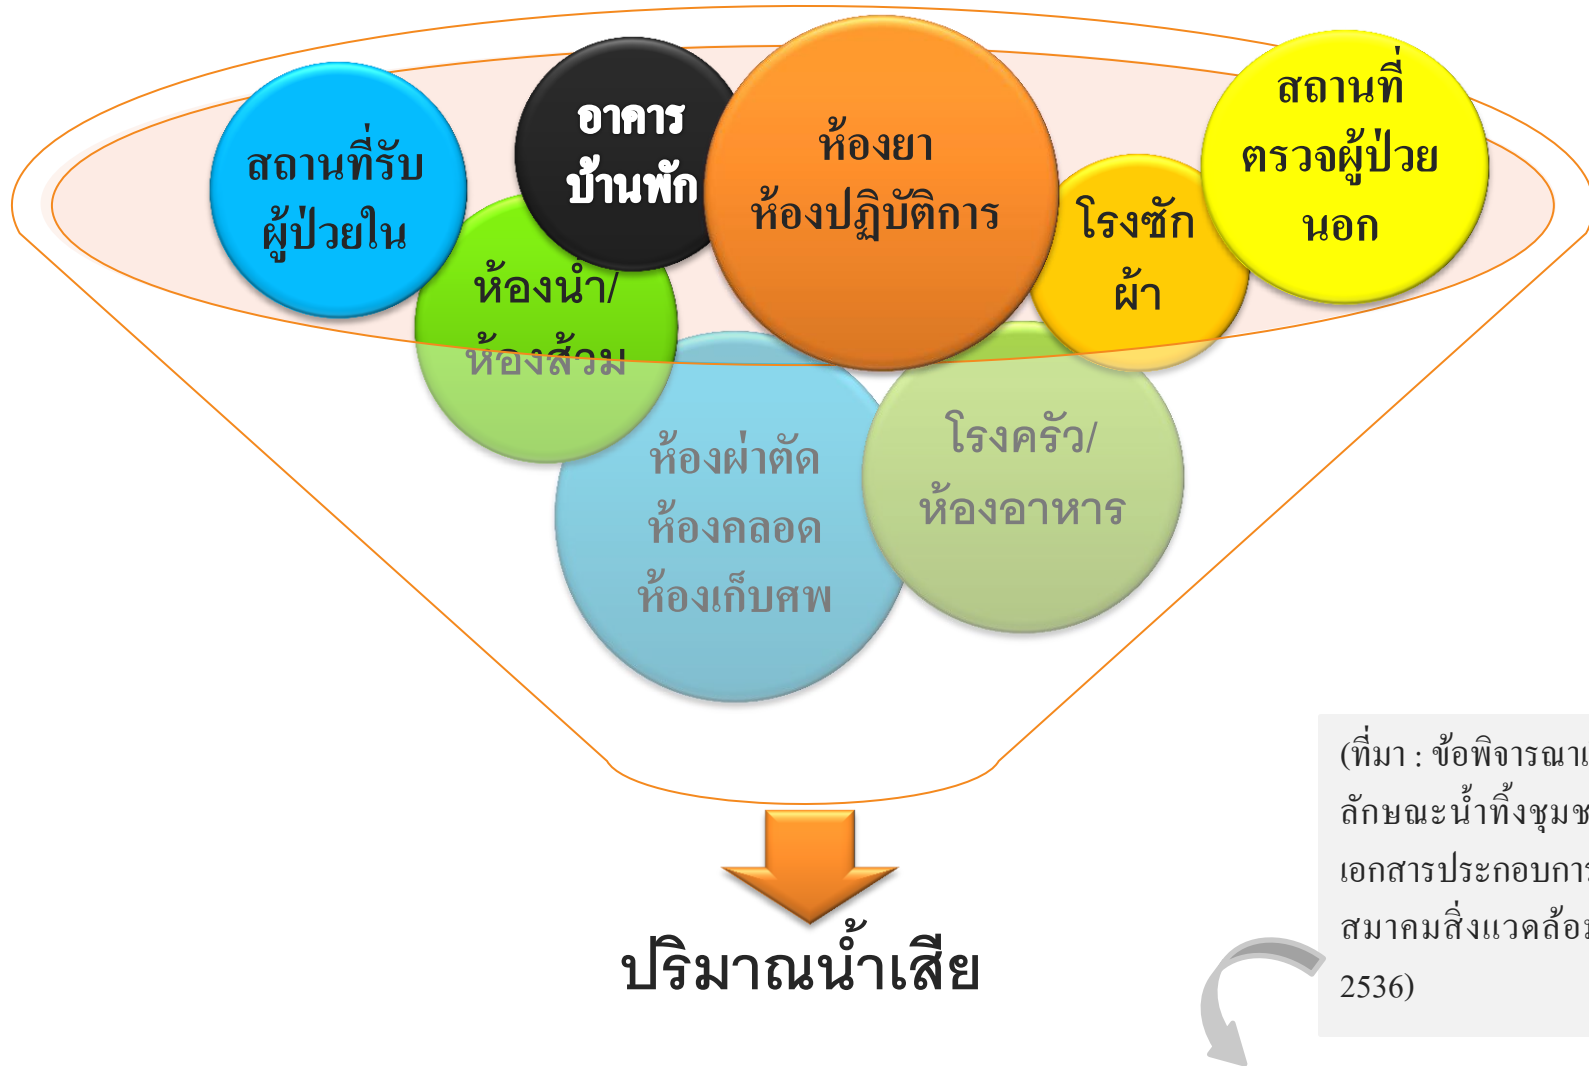 สถานที่รับ
ผู้ป่วยใน
อาคาร
บ้านพัก
ห้องยา
ห้องปฏิบัติการ
สถานที่
ตรวจผู้ป่วย
นอก
ห้องน้ำ/
ห้องส้วม
โรงซัก
ผ้า
ห้องผ่าตัด
ห้องคลอด
ห้องเก็บศพ
โรงครัว/
ห้องอาหาร
ปริมาณน้ำเสีย
(ที่มา : ข้อพิจารณา
ลักษณะน้ำทิ้งชุมช
เอกสารประกอบการ
สมาคมสิ่งแวดล้อม
2536)